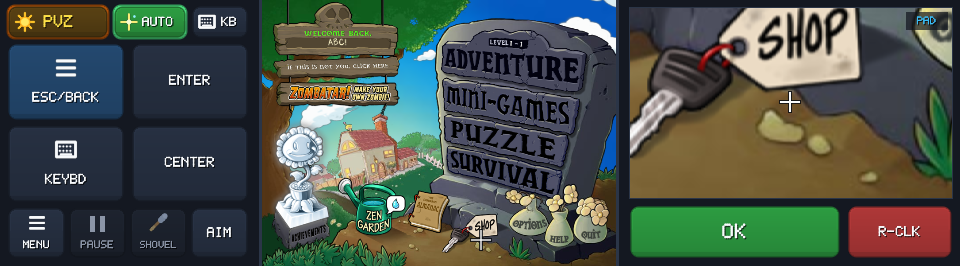 PVZ
AUTO
KB
ESC/BACK
ENTER
KEYBD
CENTER
MENU
PAUSE
SHOVEL
AIM
WELCOME BACK,
ABC!
IF THIS IS NOT YOU, CLICK HERE
ZOMBATAR! MAKE YOUR OWN ZOMBIE!
LEVEL 1 - 1
ADVENTURE
MINI-GAMES
PUZZLE
SURVIVAL
ZEN
GARDEN
ALMANAC
SHOP
ACHIEVEMENTS
OPTIONS
HELP
QUIT
SHOP
PAD
OK
R-CLK